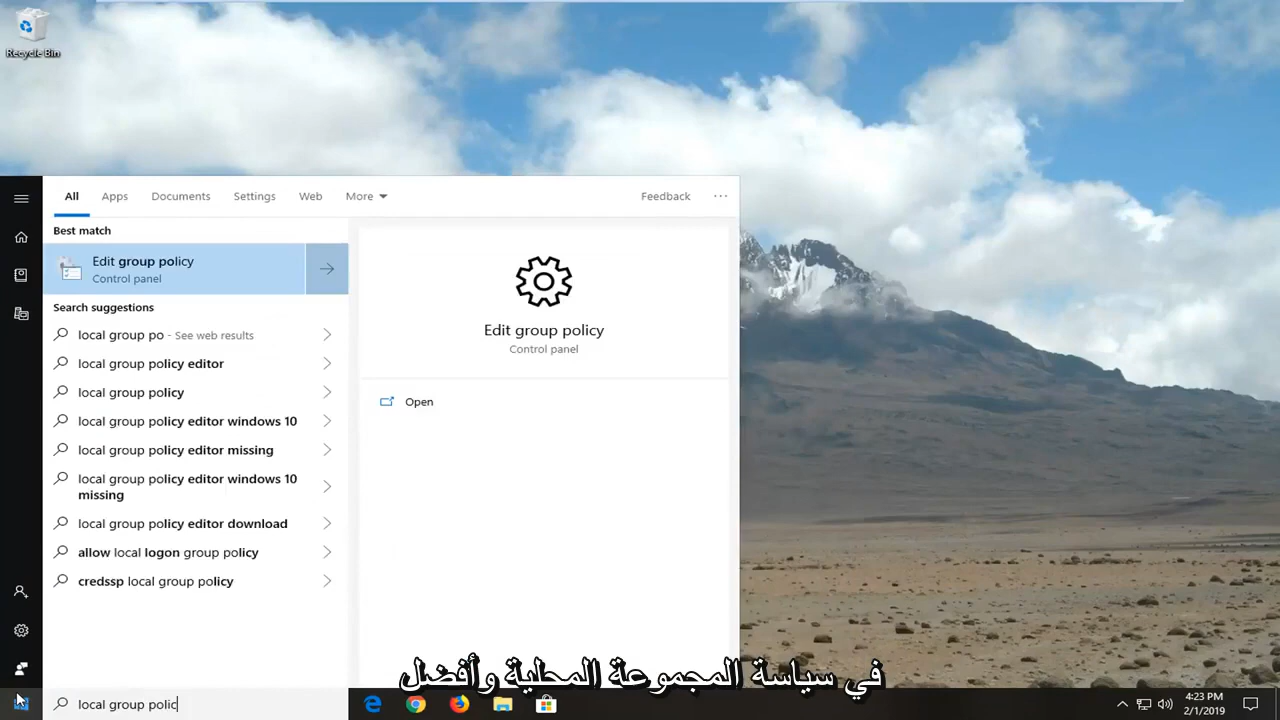 Recycle Bin
All Apps Documents Settings Web More Feedback ...
Best match
Edit group policy
Control panel
Search suggestions
local group po - See web results
local group policy editor
local group policy
local group policy editor windows 10
local group policy editor missing
local group policy editor windows 10
missing
local group policy editor download
allow local logon group policy
credssp local group policy
Edit group policy
Control panel
Open
في سياسة المجموعة المحلية وأفضل
local group polic
4:23 PM
2/1/2019